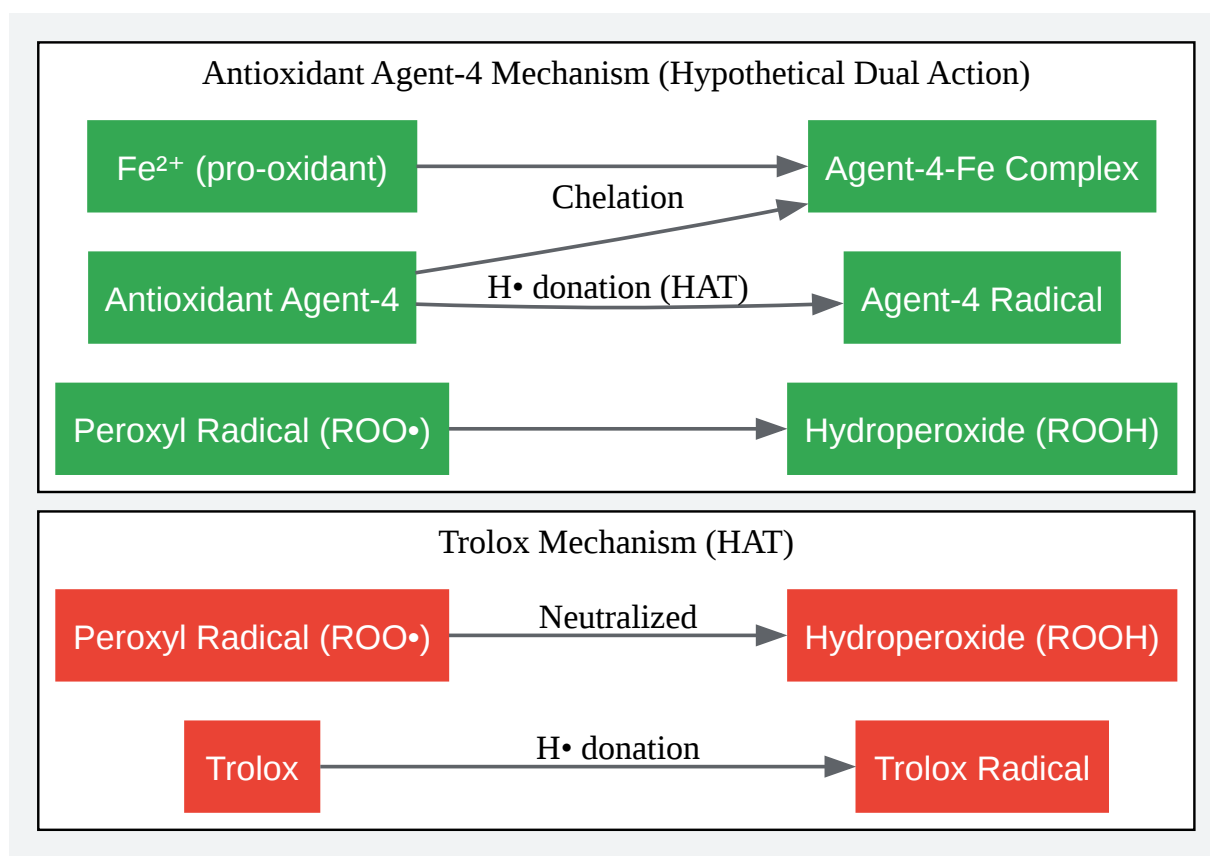 Antioxidant Agent-4 Mechanism (Hypothetical Dual Action)
Fe²⁺ (pro-oxidant)
Agent-4-Fe Complex
Chelation
Antioxidant Agent-4
H• donation (HAT)
Agent-4 Radical
Peroxyl Radical (ROO•)
Hydroperoxide (ROOH)
Trolox Mechanism (HAT)
Peroxyl Radical (ROO•)
Neutralized
Hydroperoxide (ROOH)
Trolox
H• donation
Trolox Radical